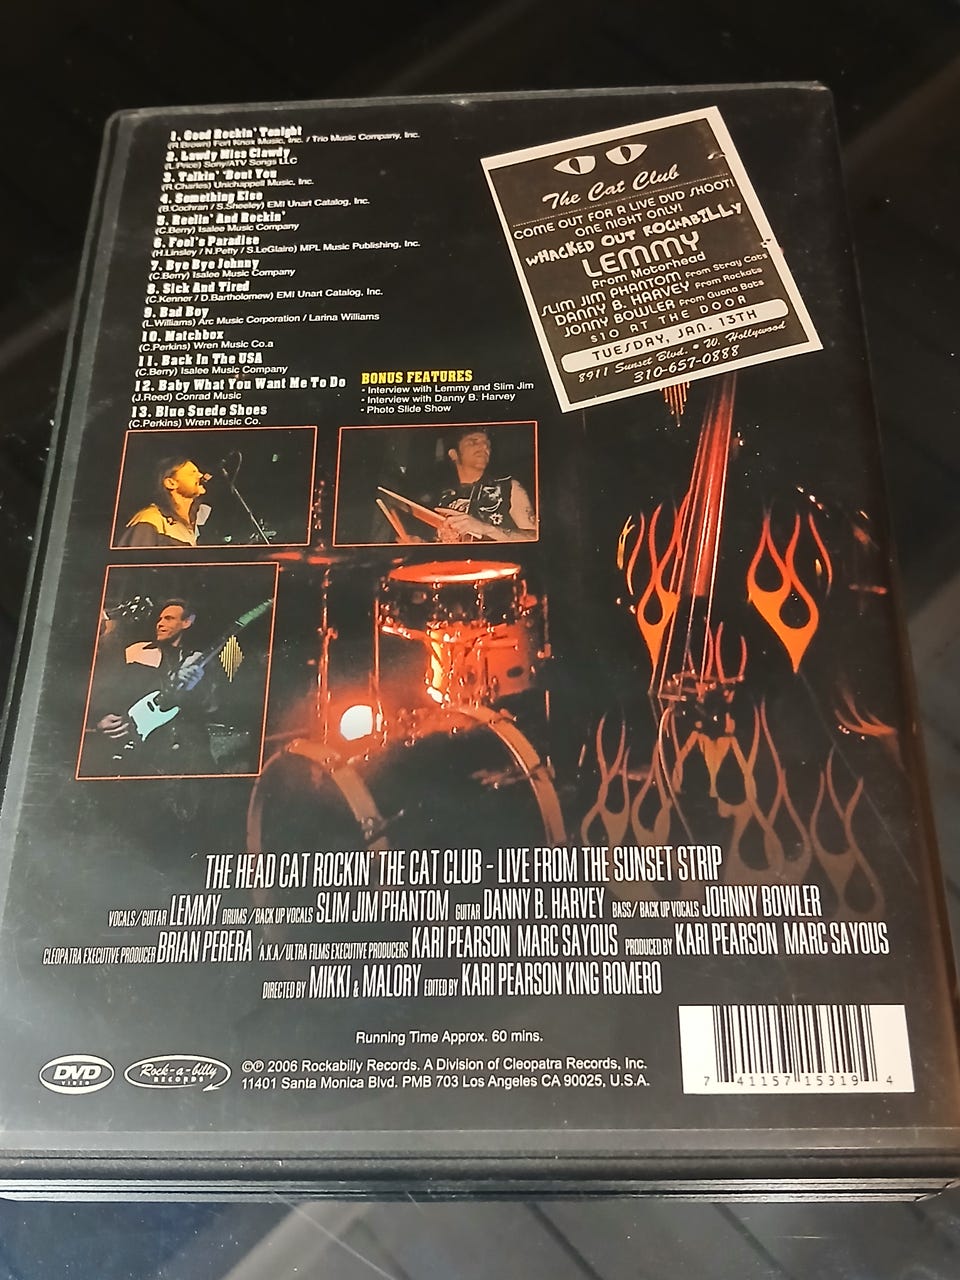 1. Good Rockin' Tonight
(R.Brown) Fort Knox Music, Inc. / Trio Music Company, Inc.
2. Lawdy Miss Clawdy
(L.Price) Sony/ATV Songs LLC
3. Talkin' 'Bout You
(R.Charles) Unichappell Music, Inc.
4. Something Else
(B.Cochran / S.Sheeley) EMI Unart Catalog, Inc.
5. Reelin' And Rockin'
(C.Berry) Isalee Music Company
6. Fool's Paradise
(H.Linsley / N.Petty / S.LeGlaire) MPL Music Publishing, Inc.
7. Bye Bye Johnny
(C.Berry) Isalee Music Company
8. Sick And Tired
(C.Kenner / D.Bartholomew) EMI Unart Catalog, Inc.
9. Bad Boy
(L.Williams) Arc Music Corporation / Larina Williams
10. Matchbox
(C.Perkins) Wren Music Co.a
11. Back In The USA
(C.Berry) Isalee Music Company
12. Baby What You Want Me To Do
(J.Reed) Conrad Music
13. Blue Suede Shoes
(C.Perkins) Wren Music Co.
BONUS FEATURES
- Interview with Lemmy and Slim Jim
- Interview with Danny B. Harvey
- Photo Slide Show
The Cat Club
COME OUT FOR A LIVE DVD SHOOT!
ONE NIGHT ONLY!
WHACKED OUT ROCKABILLY
LEMMY
from Motorhead
SLIM JIM PHANTOM from Stray Cats
DANNY B. HARVEY from Rockats
JONNY BOWLER from Guana Bats
$10 AT THE DOOR
TUESDAY, JAN. 13TH
8911 Sunset Blvd. • W. Hollywood
310-657-0888
THE HEAD CAT ROCKIN' THE CAT CLUB - LIVE FROM THE SUNSET STRIP
VOCALS/GUITAR LEMMY DRUMS/BACK UP VOCALS SLIM JIM PHANTOM GUITAR DANNY B. HARVEY BASS/BACK UP VOCALS JOHNNY BOWLER
CLEOPATRA EXECUTIVE PRODUCER BRIAN PERERA A.K.A/ULTRA FILMS EXECUTIVE PRODUCERS KARI PEARSON MARC SAYOUS PRODUCED BY KARI PEARSON MARC SAYOUS
DIRECTED BY MIKKI & MALORY EDITED BY KARI PEARSON KING ROMERO
Running Time Approx. 60 mins.
DVD
VIDEO
Rock-a-billy
RECORDS
©℗ 2006 Rockabilly Records. A Division of Cleopatra Records, Inc.
11401 Santa Monica Blvd. PMB 703 Los Angeles CA 90025, U.S.A.
7 41157 15319 4